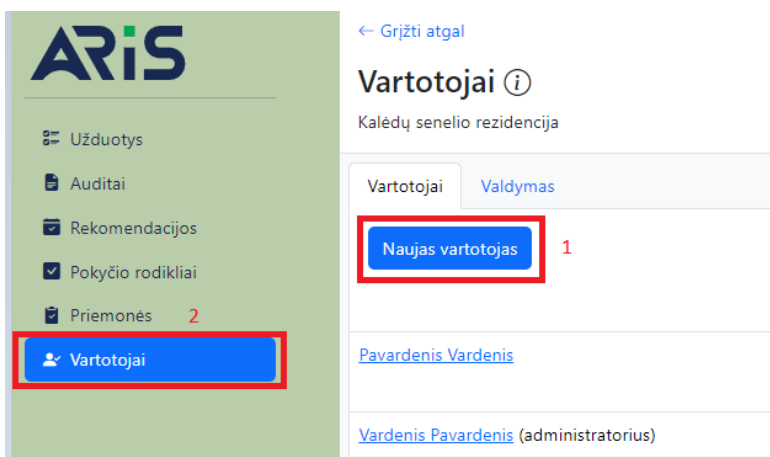 ARiS
Užduotys
Auditai
Rekomendacijos
Pokyčio rodikliai
Priemonės 2
Vartotojai
← Grįžti atgal
Vartotojai i
Kalėdų senelio rezidencija
Vartotojai Valdymas
Naujas vartotojas 1
Pavardenis Vardenis
Vardenis Pavardenis (administratorius)